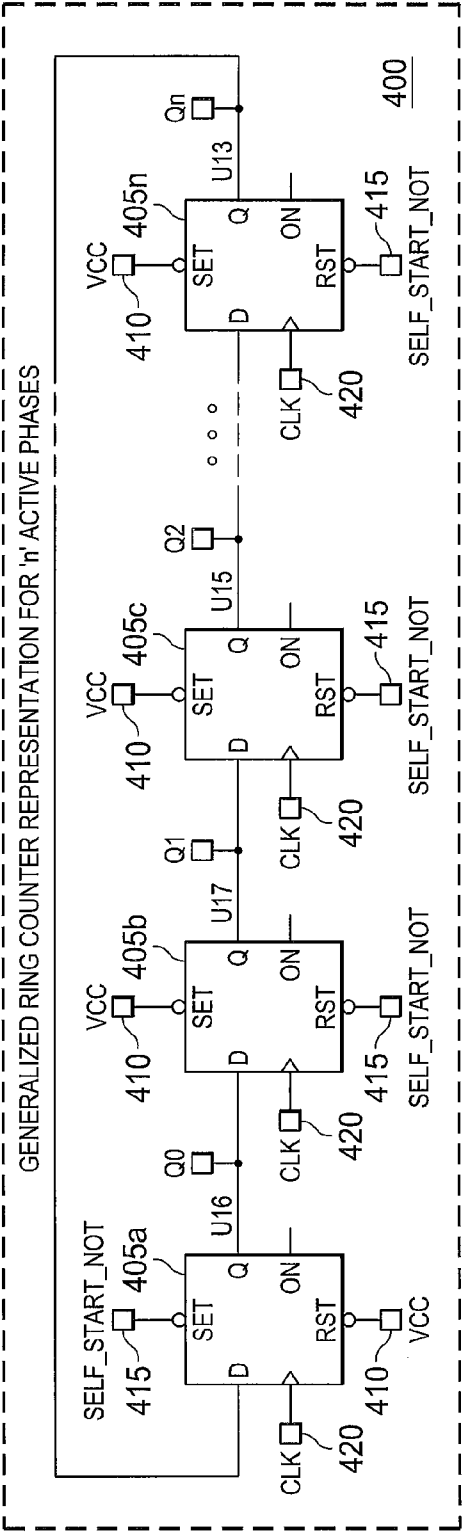 GENERALIZED RING COUNTER REPRESENTATION FOR 'n' ACTIVE PHASES
SELF_START_NOT
415
SET
405a
D
Q
U16
Q0
ON
RST
CLK
420
410
VCC
VCC
410
SET
405b
D
Q
U17
Q1
ON
RST
CLK
420
415
SELF_START_NOT
VCC
410
SET
405c
D
Q
U15
Q2
ON
RST
CLK
420
415
SELF_START_NOT
VCC
410
SET
405n
D
Q
U13
Qn
ON
RST
CLK
420
415
SELF_START_NOT
400